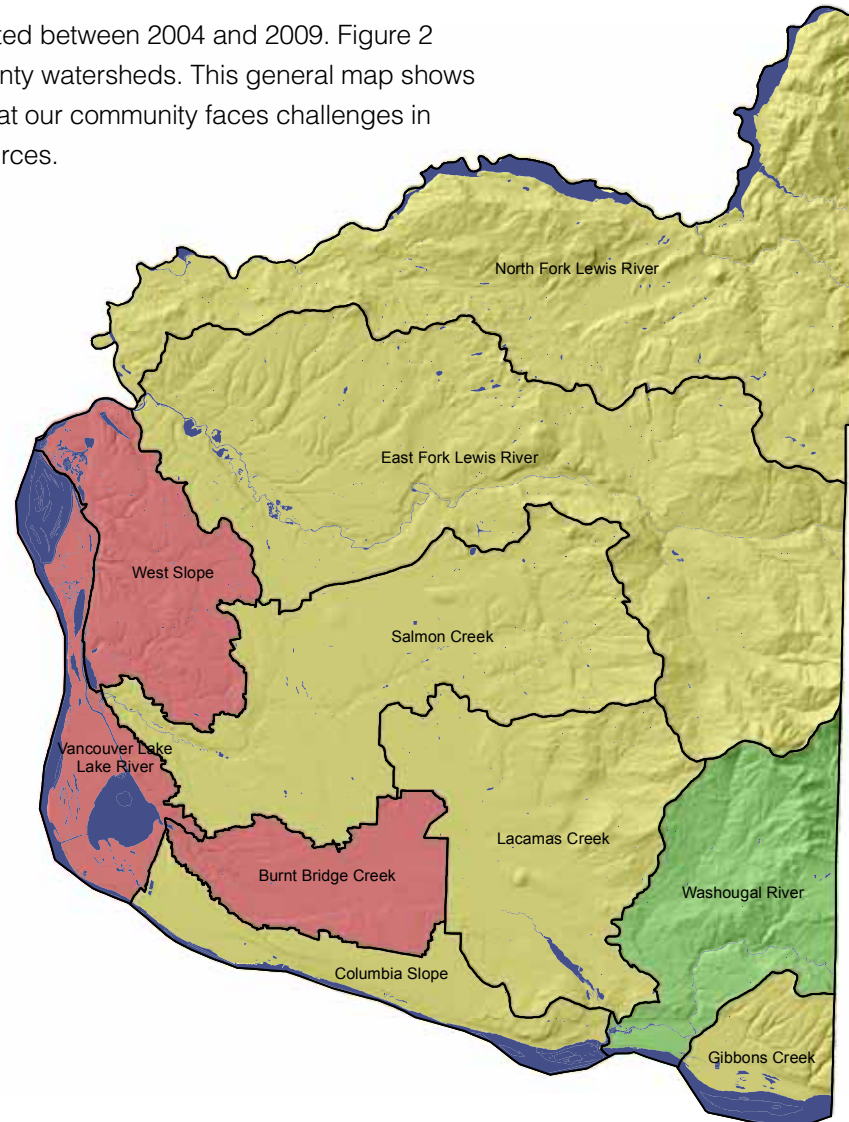 ted between 2004 and 2009. Figure 2
nty watersheds. This general map shows
at our community faces challenges in
rces.
North Fork Lewis River
East Fork Lewis River
West Slope
Salmon Creek
Vancouver Lake
Lake River
Lacamas Creek
Burnt Bridge Creek
Washougal River
Columbia Slope
Gibbons Creek